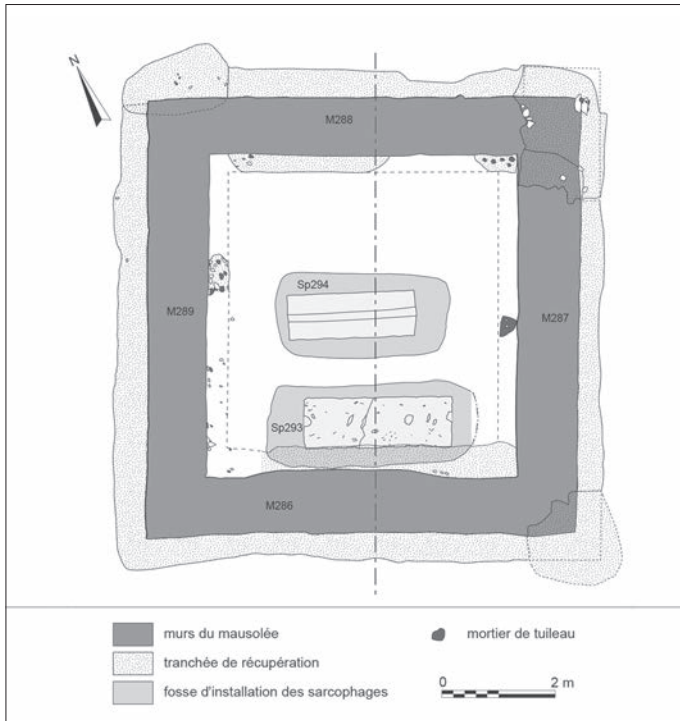 N
M288
Sp294
M289
M287
Sp293
M286
murs du mausolée
mortier de tuileau
tranchée de récupération
fosse d'installation des sarcophages
0 2 m